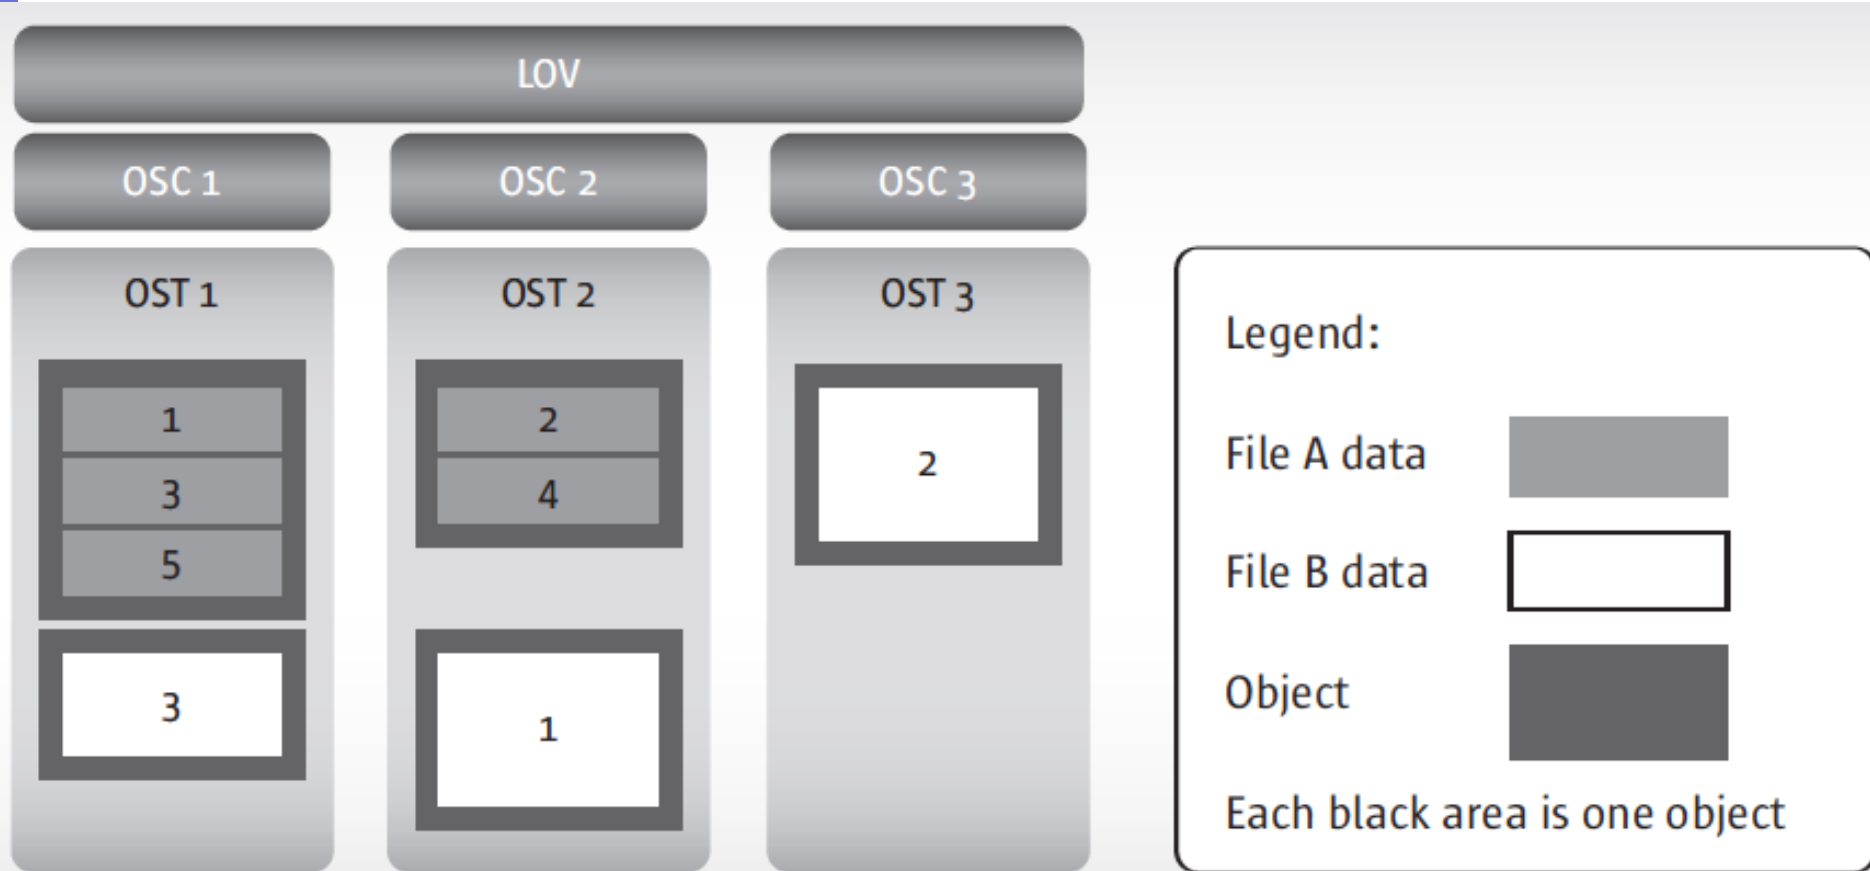 LOV
OSC 1
OSC 2
OSC 3
OST 1
OST 2
OST 3
1
3
5
3
2
4
1
2
Legend:
File A data
File B data
Object
Each black area is one object